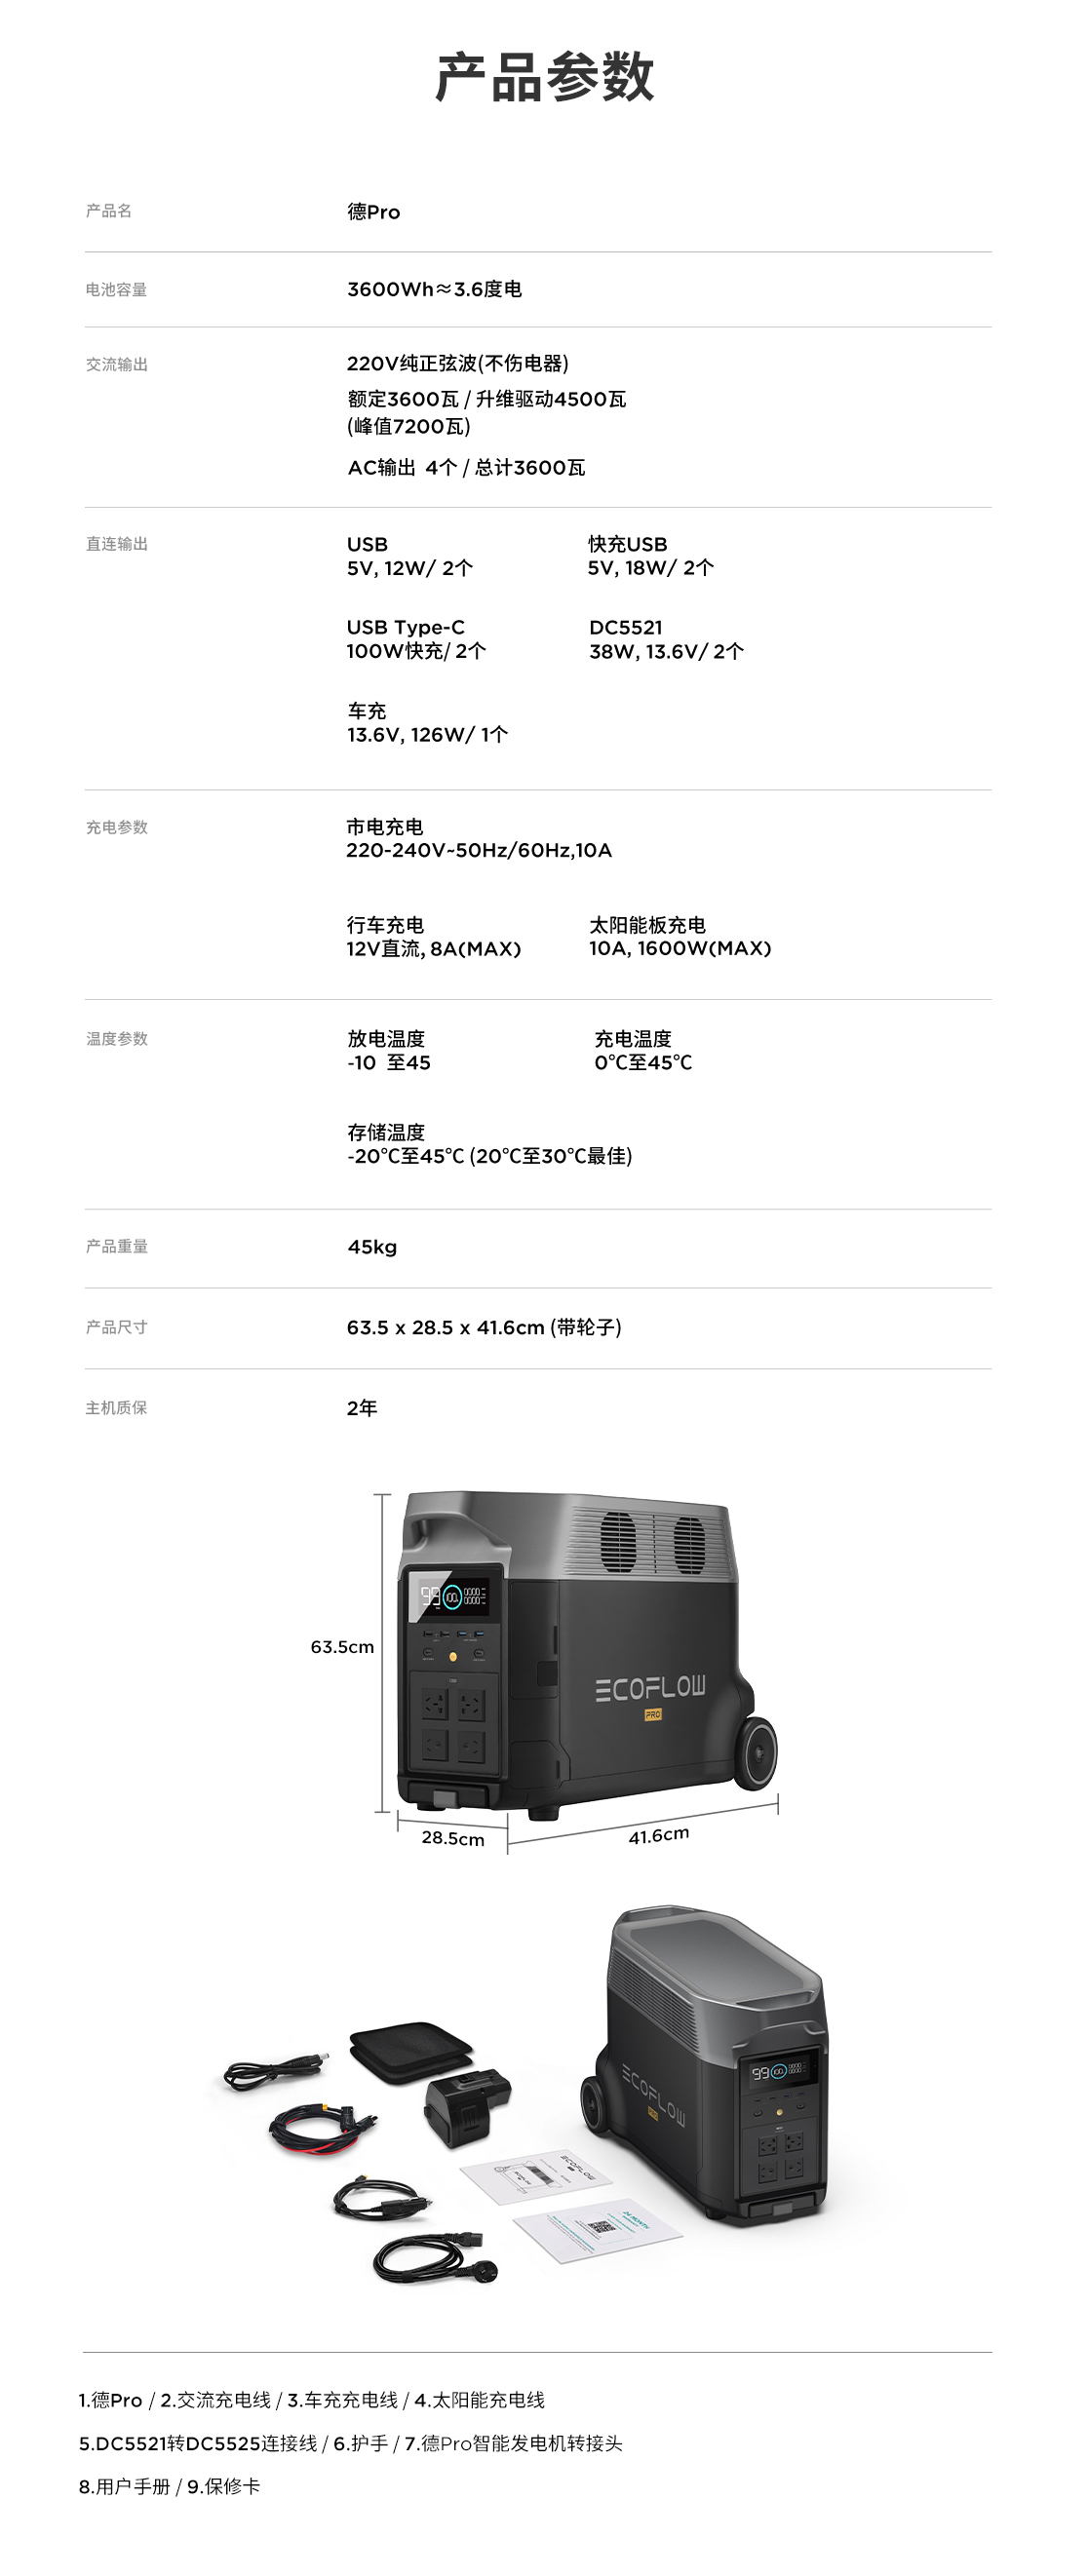 产品参数
产品名
德Pro
电池容量
3600Wh≈3.6度电
交流输出
220V纯正弦波(不伤电器)
额定3600瓦 / 升维驱动4500瓦
(峰值7200瓦)
AC输出 4个 / 总计3600瓦
直连输出
USB
5V, 12W/ 2个
快充USB
5V, 18W/ 2个
USB Type-C
100W快充/ 2个
DC5521
38W, 13.6V/ 2个
车充
13.6V, 126W/ 1个
充电参数
市电充电
220-240V~50Hz/60Hz,10A
行车充电
12V直流, 8A(MAX)
太阳能板充电
10A, 1600W(MAX)
温度参数
放电温度
-10 至45
充电温度
0℃至45℃
存储温度
-20℃至45℃ (20℃至30℃最佳)
产品重量
45kg
产品尺寸
63.5 x 28.5 x 41.6cm (带轮子)
主机质保
2年
99 100
63.5cm
ECOFLOW
PRO
28.5cm
41.6cm
99 100
ECOFLOW
PRO
ECOFLOW
24 MONTH
1.德Pro / 2.交流充电线 / 3.车充充电线 / 4.太阳能充电线
5.DC5521转DC5525连接线 / 6.护手 / 7.德Pro智能发电机转接头
8.用户手册 / 9.保修卡